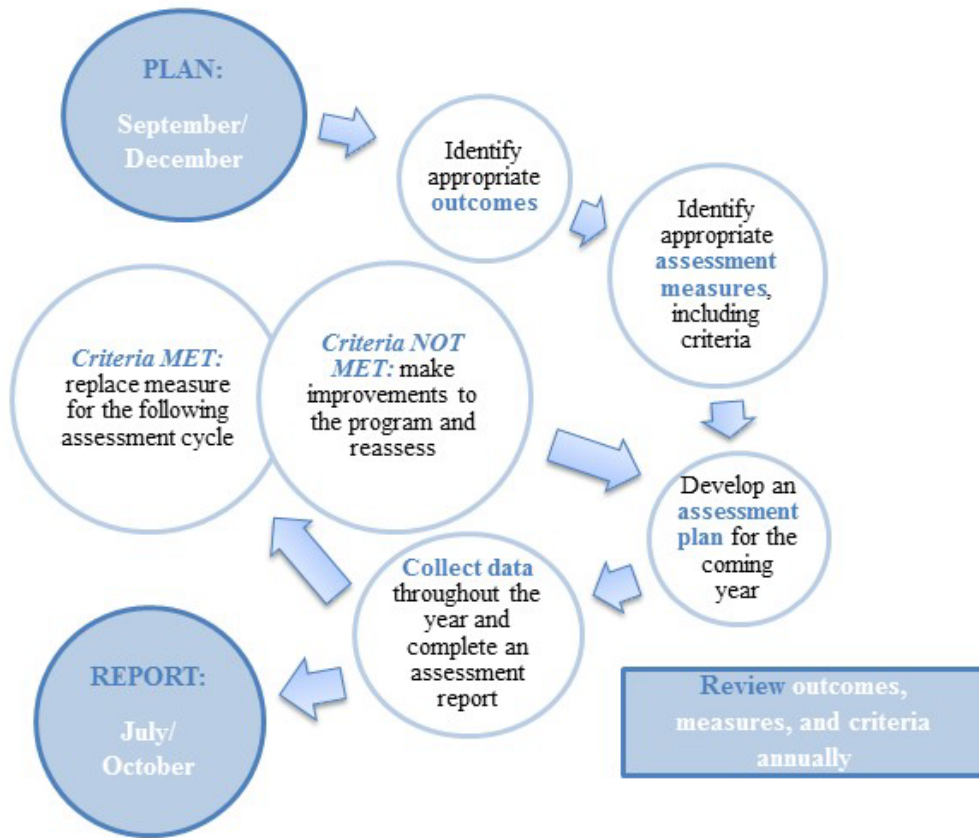 PLAN:
September/
December
Identify
appropriate
outcomes
Identify
appropriate
assessment
measures,
including
criteria
Criteria MET:
replace measure
for the following
assessment cycle
Criteria NOT
MET: make
improvements to
the program and
reassess
Develop an
assessment
plan for the
coming
year
Collect data
throughout the
year and
complete an
assessment
report
REPORT:
July/
October
Review outcomes,
measures, and criteria
annually